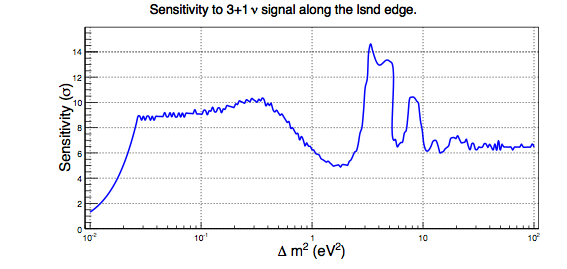 Sensitivity to 3+1 ν signal along the lsnd edge.
Sensitivity (σ)
14
12
10
8
6
4
2
0
10⁻² 10⁻¹ 1 10 10²
Δ m² (eV²)